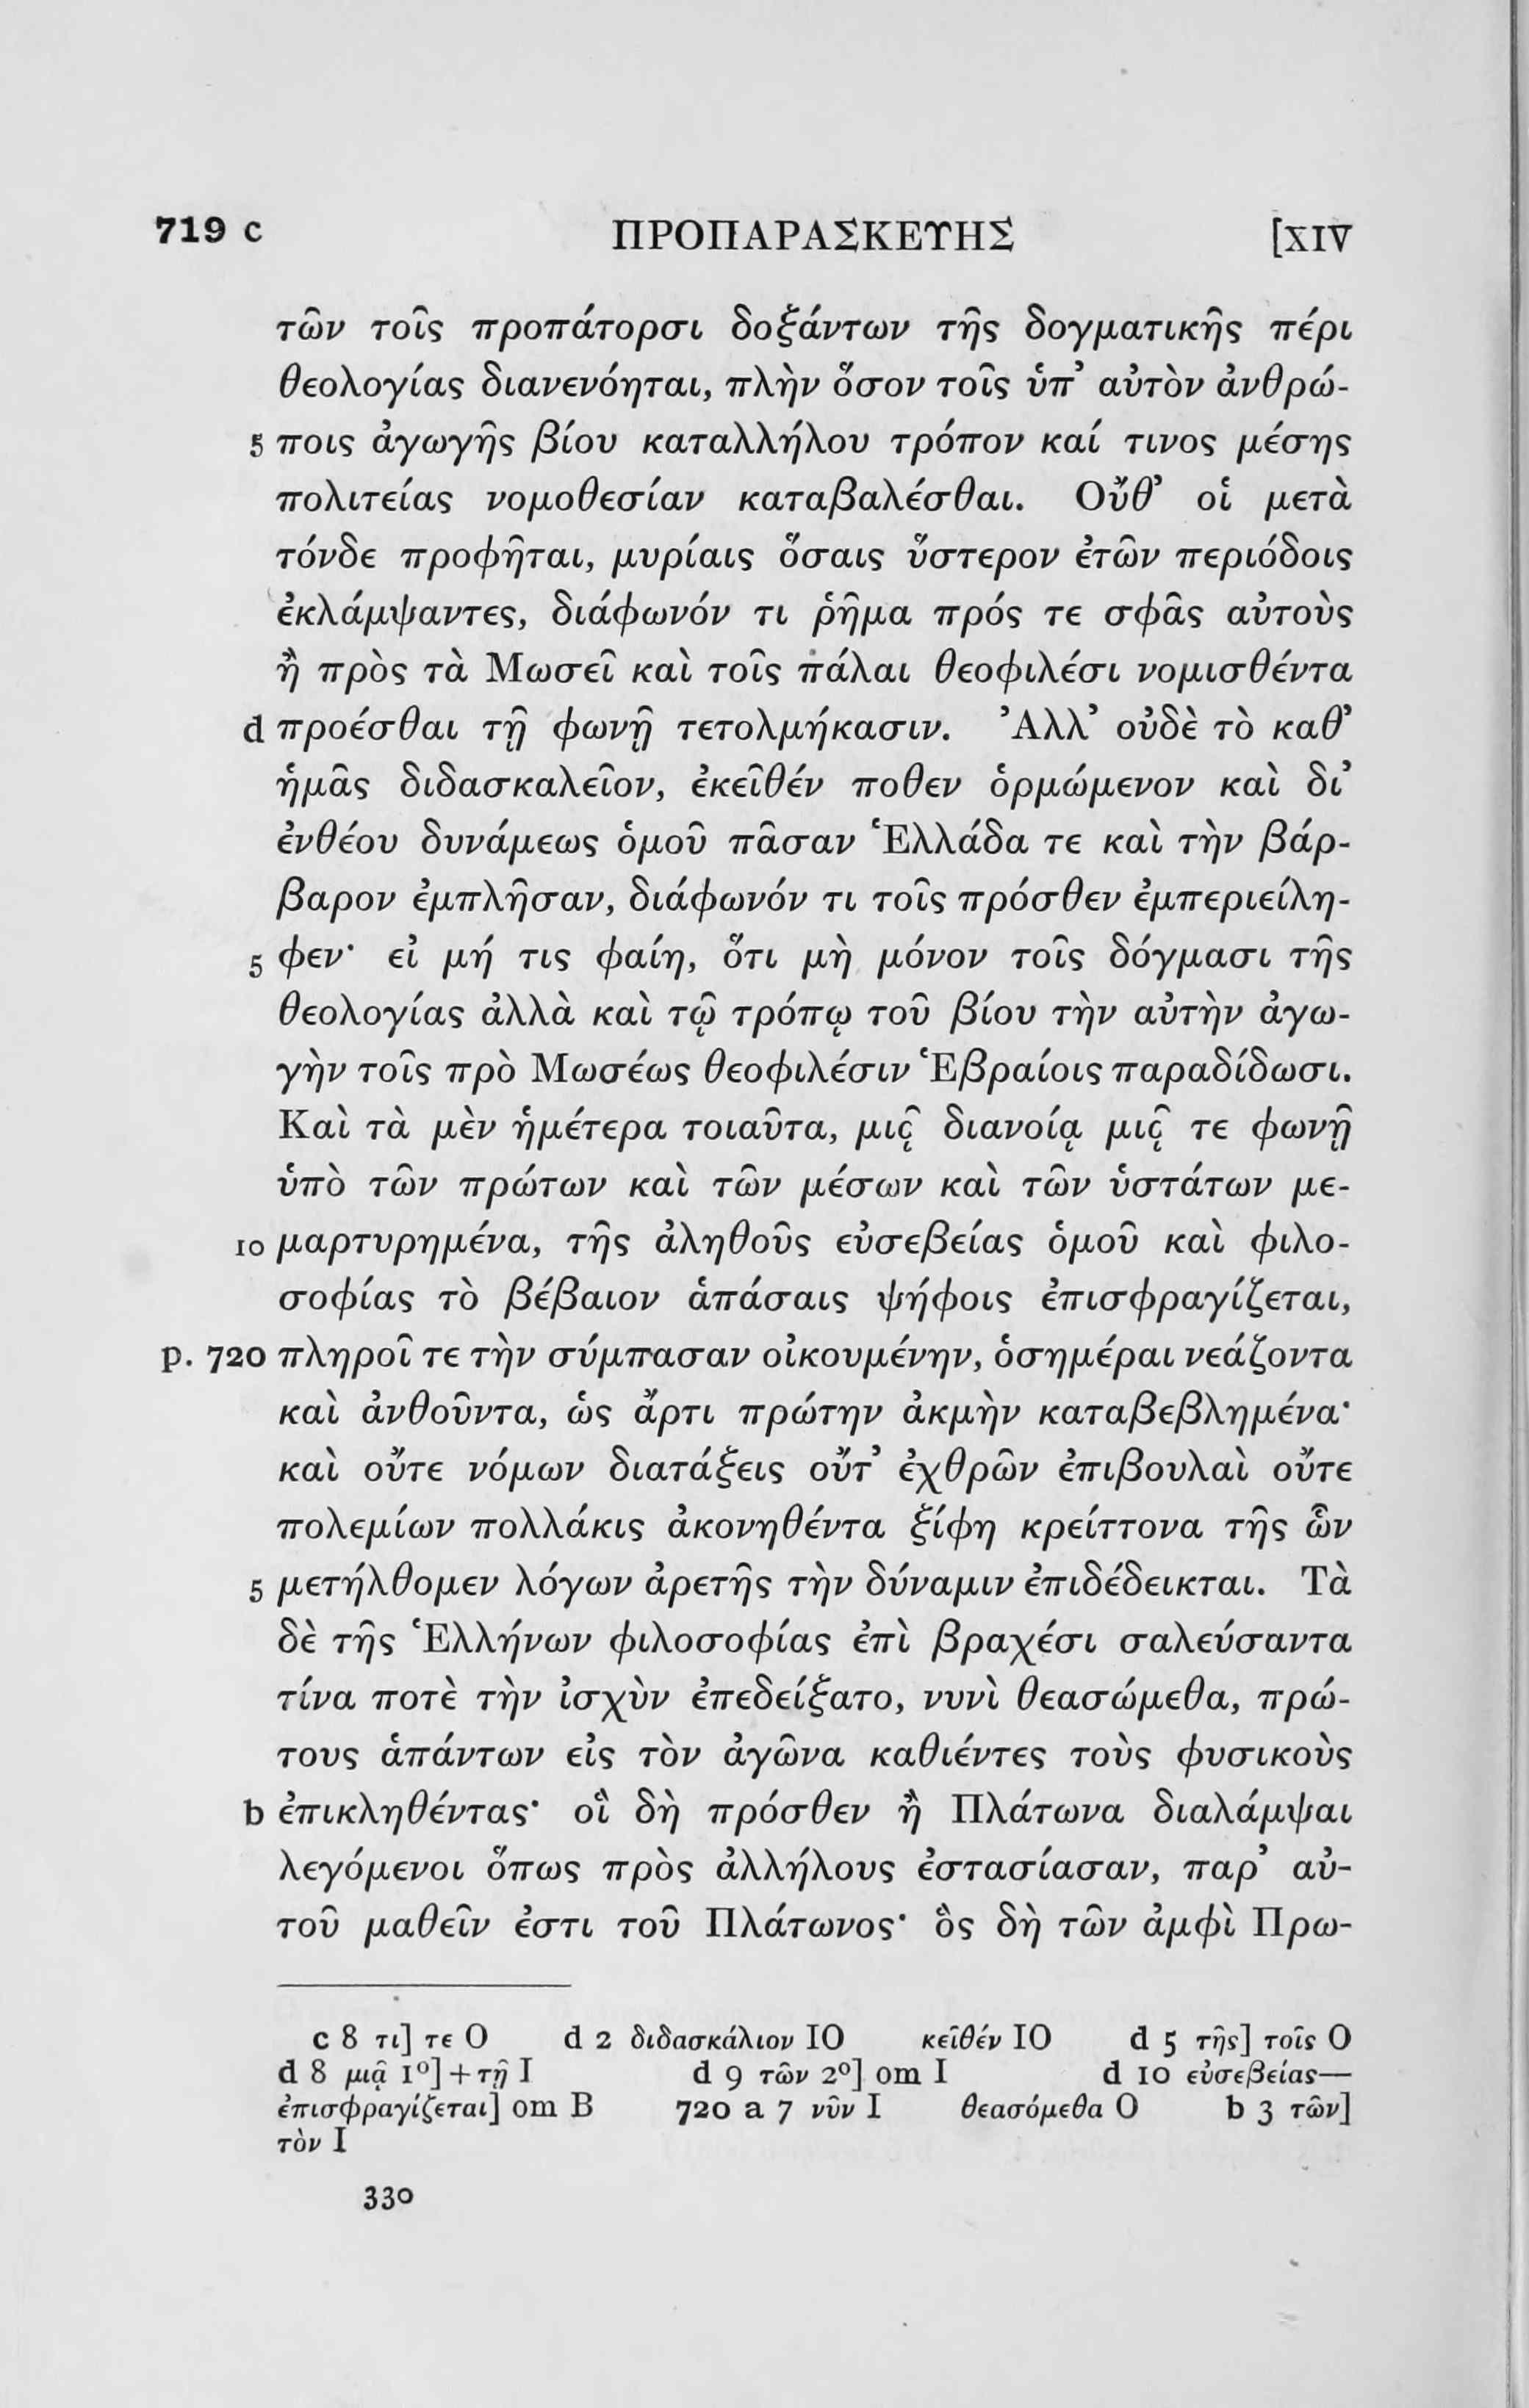 719 c ΠΡΟΠΑΡΑΣΚΕΥΗΣ [XIV
τῶν τοῖς προπάτορσι δοξάντων τῆς δογματικῆς πέρι
θεολογίας διανενόηται, πλὴν ὅσον τοῖς ὑπ’ αὐτὸν ἀνθρώ-
5 ποις ἀγωγῆς βίου καταλλήλου τρόπον καί τινος μέσης
πολιτείας νομοθεσίαν καταβαλέσθαι. Οὔθ’ οἱ μετὰ
τόνδε προφῆται, μυρίαις ὅσαις ὕστερον ἐτῶν περιόδοις
ἐκλάμψαντες, διάφωνόν τι ῥῆμα πρός τε σφᾶς αὐτοὺς
ἢ πρὸς τὰ Μωσεῖ καὶ τοῖς πάλαι θεοφιλέσι νομισθέντα
d προέσθαι τῇ φωνῇ τετολμήκασιν. Ἀλλ’ οὐδὲ τὸ καθ’
ἡμᾶς διδασκαλεῖον, ἐκεῖθέν ποθεν ὁρμώμενον καὶ δι’
ἐνθέου δυνάμεως ὁμοῦ πᾶσαν Ἑλλάδα τε καὶ τὴν βάρ-
βαρον ἐμπλῆσαν, διάφωνόν τι τοῖς πρόσθεν ἐμπεριείλη-
5 φεν· εἰ μή τις φαίη, ὅτι μὴ μόνον τοῖς δόγμασι τῆς
θεολογίας ἀλλὰ καὶ τῷ τρόπῳ τοῦ βίου τὴν αὐτὴν ἀγω-
γὴν τοῖς πρὸ Μωσέως θεοφιλέσιν Ἑβραίοις παραδίδωσι.
Καὶ τὰ μὲν ἡμέτερα τοιαῦτα, μιᾷ διανοίᾳ μιᾷ τε φωνῇ
ὑπὸ τῶν πρώτων καὶ τῶν μέσων καὶ τῶν ὑστάτων με-
10 μαρτυρημένα, τῆς ἀληθοῦς εὐσεβείας ὁμοῦ καὶ φιλο-
σοφίας τὸ βέβαιον ἁπάσαις ψήφοις ἐπισφραγίζεται,
p. 720 πληροῖ τε τὴν σύμπασαν οἰκουμένην, ὁσημέραι νεάζοντα
καὶ ἀνθοῦντα, ὡς ἄρτι πρώτην ἀκμὴν καταβεβλημένα·
καὶ οὔτε νόμων διατάξεις οὔτ’ ἐχθρῶν ἐπιβουλαὶ οὔτε
πολεμίων πολλάκις ἀκονηθέντα ξίφη κρείττονα τῆς ὧν
5 μετήλθομεν λόγων ἀρετῆς τὴν δύναμιν ἐπιδέδεικται. Τὰ
δὲ τῆς Ἑλλήνων φιλοσοφίας ἐπὶ βραχέσι σαλεύσαντα
τίνα ποτὲ τὴν ἰσχὺν ἐπεδείξατο, νυνὶ θεασώμεθα, πρώ-
τους ἁπάντων εἰς τὸν ἀγῶνα καθιέντες τοὺς φυσικοὺς
b ἐπικληθέντας· οἳ δὴ πρόσθεν ἢ Πλάτωνα διαλάμψαι
λεγόμενοι ὅπως πρὸς ἀλλήλους ἐστασίασαν, παρ’ αὐ-
τοῦ μαθεῖν ἐστι τοῦ Πλάτωνος· ὃς δὴ τῶν ἀμφὶ Πρω-
c 8 τι] τε O d 2 διδασκάλιον IO κεῖθέν IO d 5 τῆς] τοῖς O
d 8 μιᾷ 1⁰] + τῇ I d 9 τῶν 2⁰] om I d 10 εὐσεβείας—
ἐπισφραγίζεται] om B 720 a 7 νῦν I θεασόμεθα O b 3 τῶν]
τὸν I
330